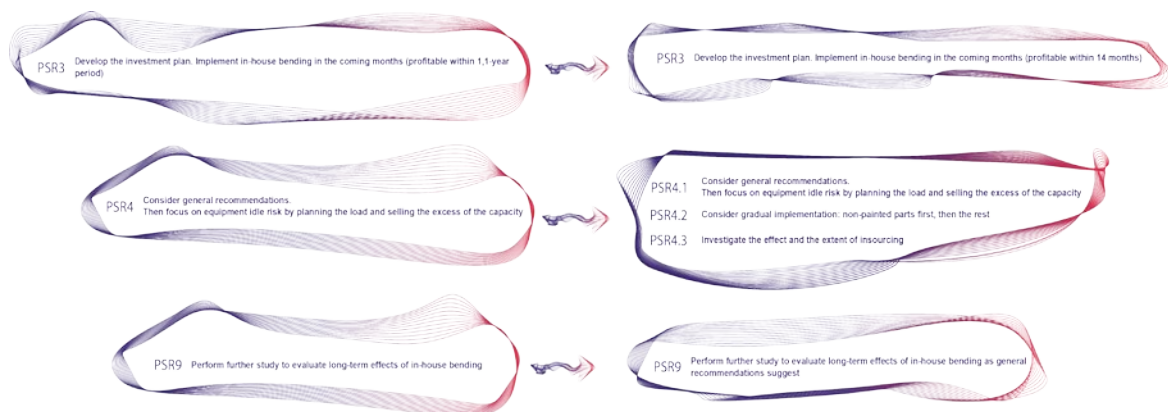 PSR3 Develop the investment plan. Implement in-house bending in the coming months (profitable within 1,1-year
period)
PSR3 Develop the investment plan. Implement in-house bending in the coming months (profitable within 14 months)
PSR4 Consider general recommendations.
Then focus on equipment idle risk by planning the load and selling the excess of the capacity
PSR4.1 Consider general recommendations.
Then focus on equipment idle risk by planning the load and selling the excess of the capacity
PSR4.2 Consider gradual implementation: non-painted parts first, then the rest
PSR4.3 Investigate the effect and the extent of insourcing
PSR9 Perform further study to evaluate long-term effects of in-house bending
PSR9 Perform further study to evaluate long-term effects of in-house bending as general
recommendations suggest